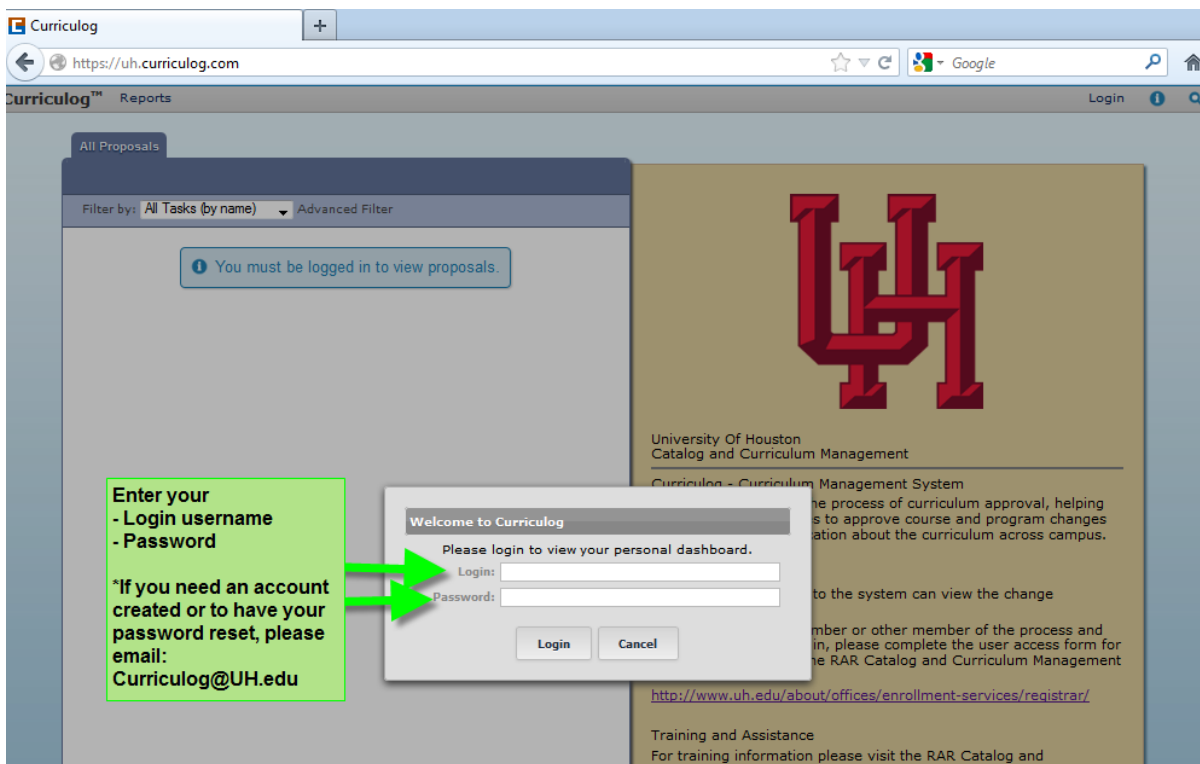 Curriculog
https://uh.curriculog.com
Google
Curriculog™ Reports
Login
All Proposals
Filter by: All Tasks (by name) Advanced Filter
You must be logged in to view proposals.
UH
University Of Houston
Catalog and Curriculum Management
Curriculog - Curriculum Management System
he process of curriculum approval, helping
s to approve course and program changes
ation about the curriculum across campus.
to the system can view the change
mber or other member of the process and
in, please complete the user access form for
he RAR Catalog and Curriculum Management
http://www.uh.edu/about/offices/enrollment-services/registrar/
Training and Assistance
For training information please visit the RAR Catalog and
Enter your
- Login username
- Password
*If you need an account
created or to have your
password reset, please
email:
Curriculog@UH.edu
Welcome to Curriculog
Please login to view your personal dashboard.
Login:
Password:
Login Cancel